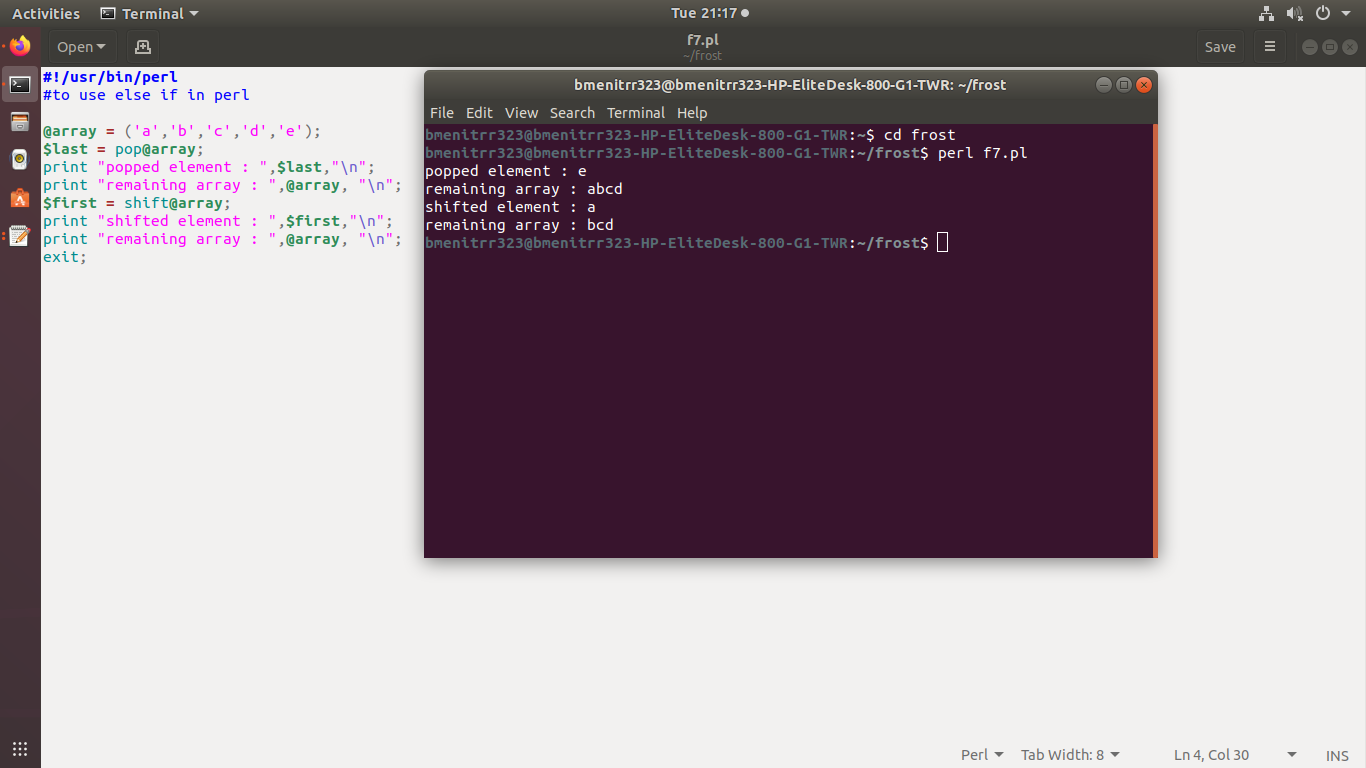 Activities Terminal Tue 21:17
Open f7.pl Save
~/frost
#!/usr/bin/perl
#to use else if in perl
@array = ('a','b','c','d','e');
$last = pop@array;
print "popped element : ",$last,"\n";
print "remaining array : ",@array, "\n";
$first = shift@array;
print "shifted element : ",$first,"\n";
print "remaining array : ",@array, "\n";
exit;
bmenitrr323@bmenitrr323-HP-EliteDesk-800-G1-TWR: ~/frost
File Edit View Search Terminal Help
bmenitrr323@bmenitrr323-HP-EliteDesk-800-G1-TWR:~$ cd frost
bmenitrr323@bmenitrr323-HP-EliteDesk-800-G1-TWR:~/frost$ perl f7.pl
popped element : e
remaining array : abcd
shifted element : a
remaining array : bcd
bmenitrr323@bmenitrr323-HP-EliteDesk-800-G1-TWR:~/frost$
Perl Tab Width: 8 Ln 4, Col 30 INS